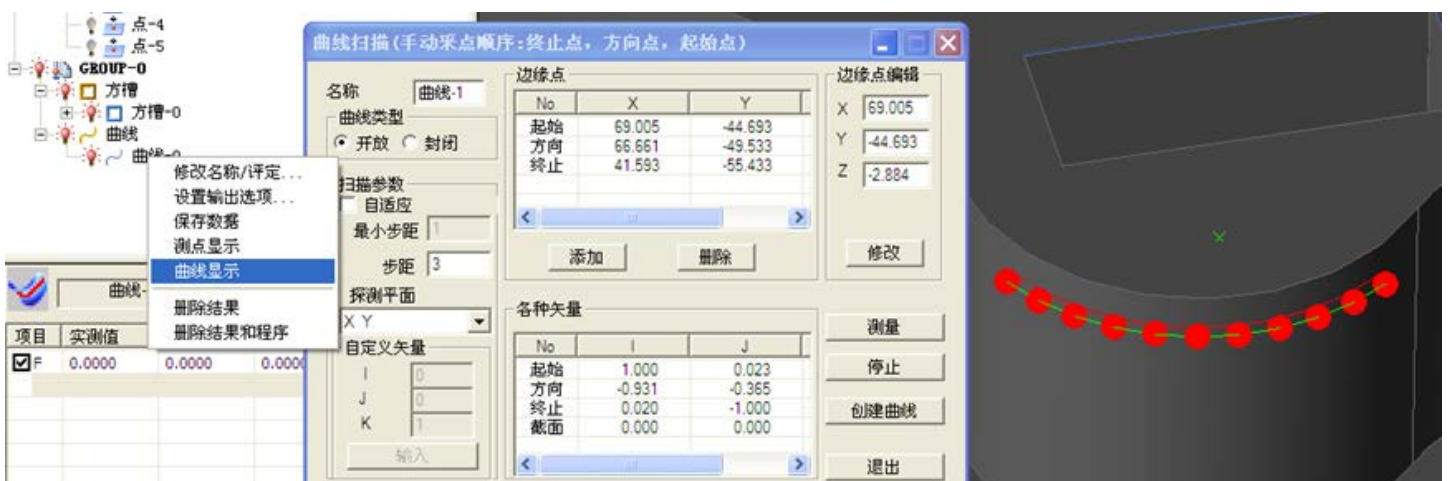 点-4
点-5
GROUP-0
方槽
方槽-0
曲线
修改名称/评定...
设置输出选项...
保存数据
测点显示
曲线显示
删除结果
删除结果和程序
曲线-
项目 实测值
F 0.0000 0.0000 0.0000
曲线扫描(手动采点顺序:终止点,方向点,起始点)
名称 曲线-1
曲线类型
开放 封闭
扫描参数
自适应
最小步距 1
步距 3
探测平面
X Y
自定义矢量
I 0
J 0
K 1
输入
边缘点
No X Y
起始 69.005 -44.693
方向 66.661 -49.533
终止 41.593 -55.433
添加 删除
各种矢量
No I J
起始 1.000 0.023
方向 -0.931 -0.365
终止 0.020 -1.000
截面 0.000 0.000
边缘点编辑
X 69.005
Y -44.693
Z -2.884
修改
测量
停止
创建曲线
退出